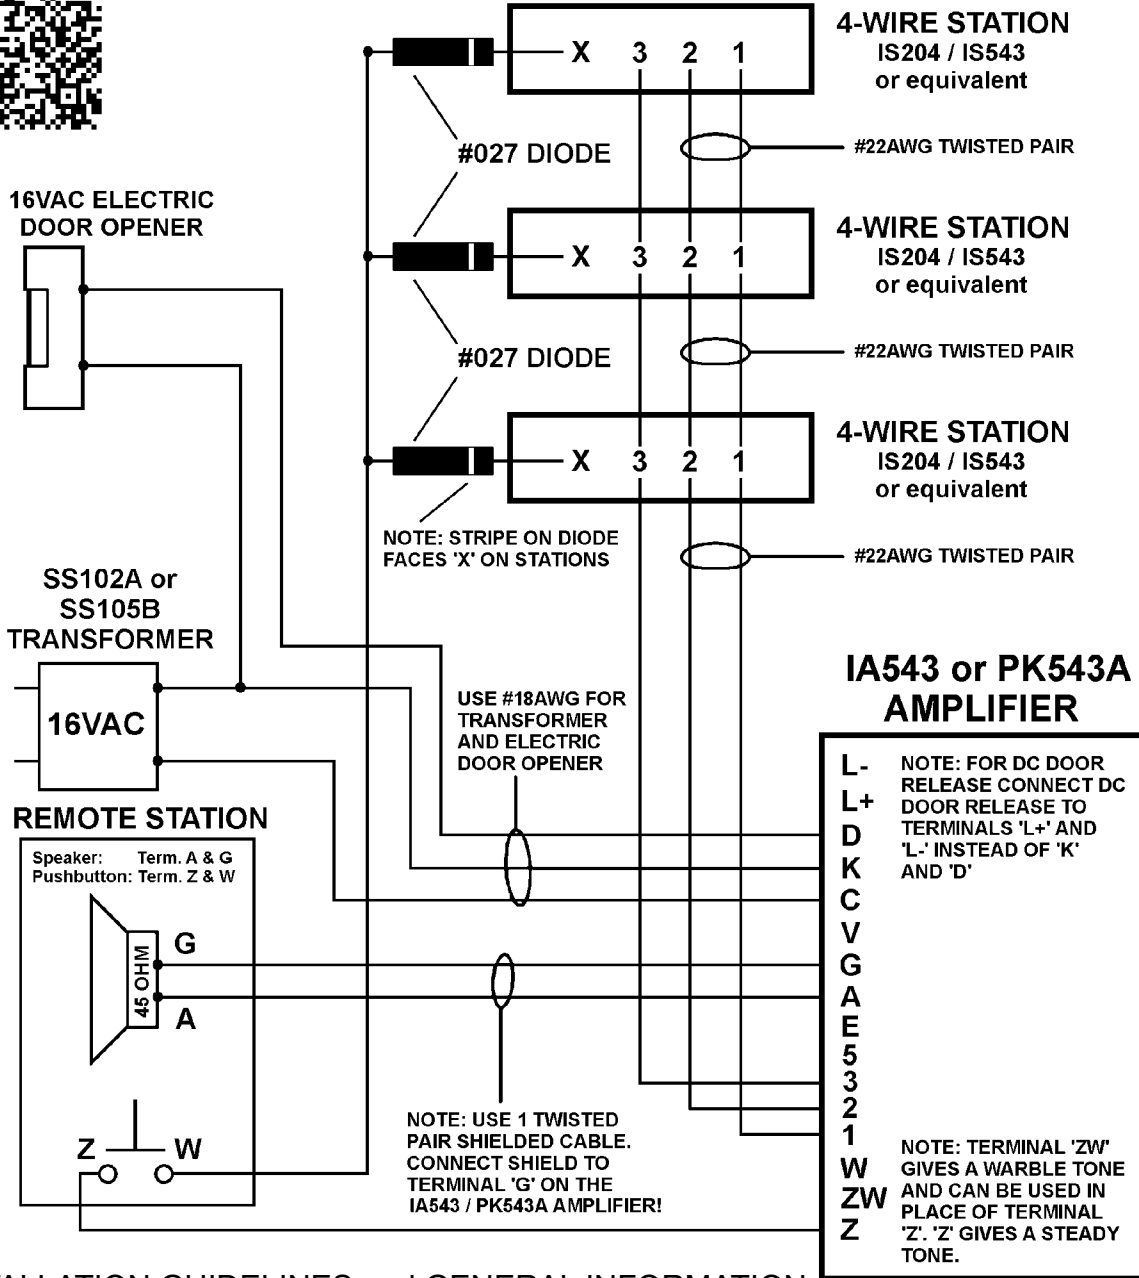 4-WIRE STATION
IS204 / IS543
or equivalent
X 3 2 1
#22AWG TWISTED PAIR
#027 DIODE
16VAC ELECTRIC
DOOR OPENER
4-WIRE STATION
IS204 / IS543
or equivalent
X 3 2 1
#22AWG TWISTED PAIR
#027 DIODE
4-WIRE STATION
IS204 / IS543
or equivalent
X 3 2 1
NOTE: STRIPE ON DIODE
FACES 'X' ON STATIONS
#22AWG TWISTED PAIR
SS102A or
SS105B
TRANSFORMER
16VAC
USE #18AWG FOR
TRANSFORMER
AND ELECTRIC
DOOR OPENER
IA543 or PK543A
AMPLIFIER
L-
L+
D
K
C
V
G
A
E
5
3
2
1
W
ZW
Z
NOTE: FOR DC DOOR
RELEASE CONNECT DC
DOOR RELEASE TO
TERMINALS 'L+' AND
'L-' INSTEAD OF 'K'
AND 'D'
NOTE: TERMINAL 'ZW'
GIVES A WARBLE TONE
AND CAN BE USED IN
PLACE OF TERMINAL
'Z'. 'Z' GIVES A STEADY
TONE.
REMOTE STATION
Speaker: Term. A & G
Pushbutton: Term. Z & W
G
45 OHM
A
Z W
NOTE: USE 1 TWISTED
PAIR SHIELDED CABLE.
CONNECT SHIELD TO
TERMINAL 'G' ON THE
IA543 / PK543A AMPLIFIER!
GENERAL INFORMATION